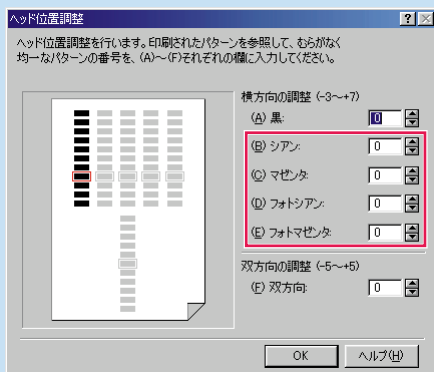 ヘッド位置調整
ヘッド位置調整を行います。印刷されたパターンを参照して、むらがなく
均一なパターンの番号を、(A)～(F)それぞれの欄に入力してください。
横方向の調整 (-3～+7)
(A) 黒: 0
(B) シアン: 0
(C) マゼンタ: 0
(D) フォトシアン: 0
(E) フォトマゼンタ: 0
双方向の調整 (-5～+5)
(F) 双方向: 0
OK ヘルプ(H)